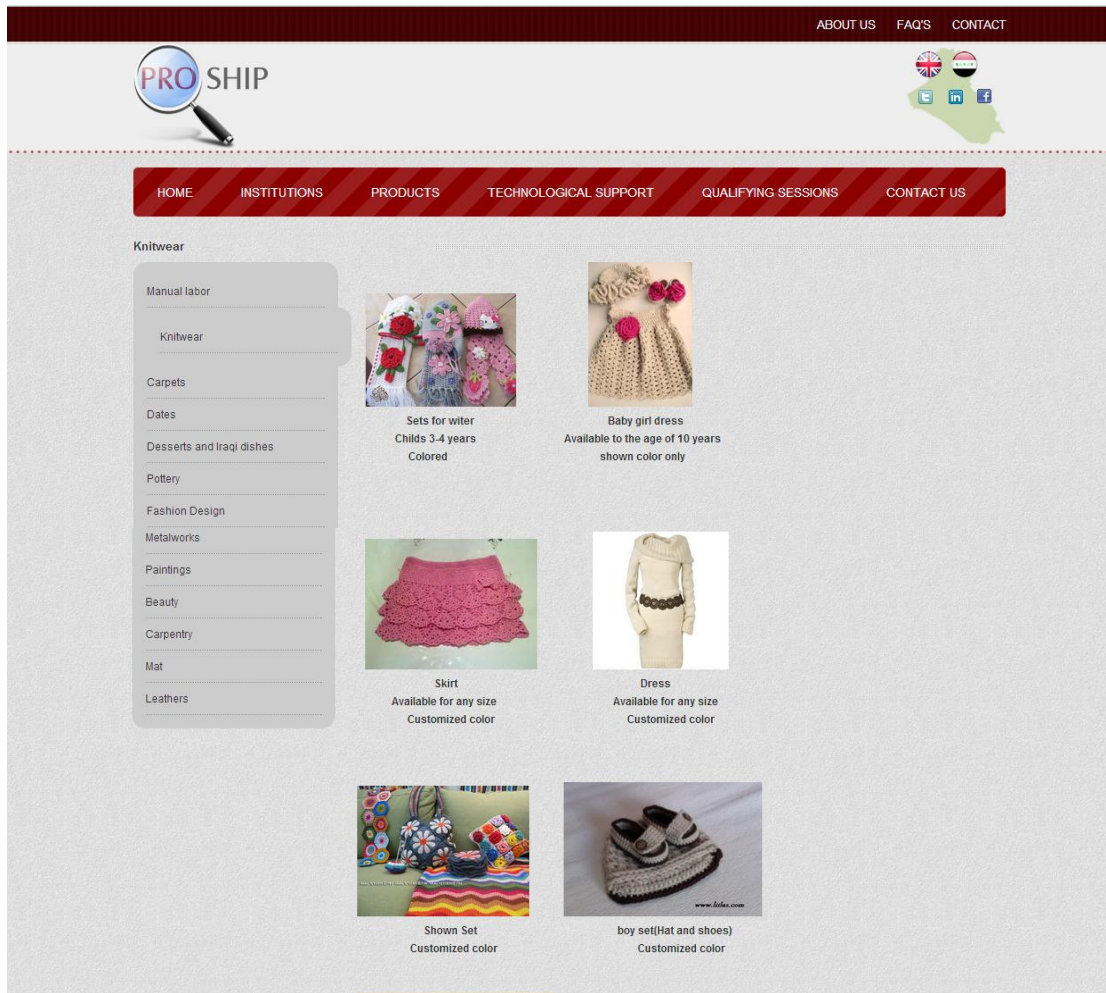 ABOUT US FAQ'S CONTACT
PRO SHIP
HOME INSTITUTIONS PRODUCTS TECHNOLOGICAL SUPPORT QUALIFYING SESSIONS CONTACT US
Knitwear
Manual labor
Knitwear
Carpets
Dates
Desserts and Iraqi dishes
Pottery
Fashion Design
Metalworks
Paintings
Beauty
Carpentry
Mat
Leathers
Sets for witer
Childs 3-4 years
Colored
Baby girl dress
Available to the age of 10 years
shown color only
Skirt
Available for any size
Customized color
Dress
Available for any size
Customized color
Shown Set
Customized color
www.litlas.com
boy set(Hat and shoes)
Customized color